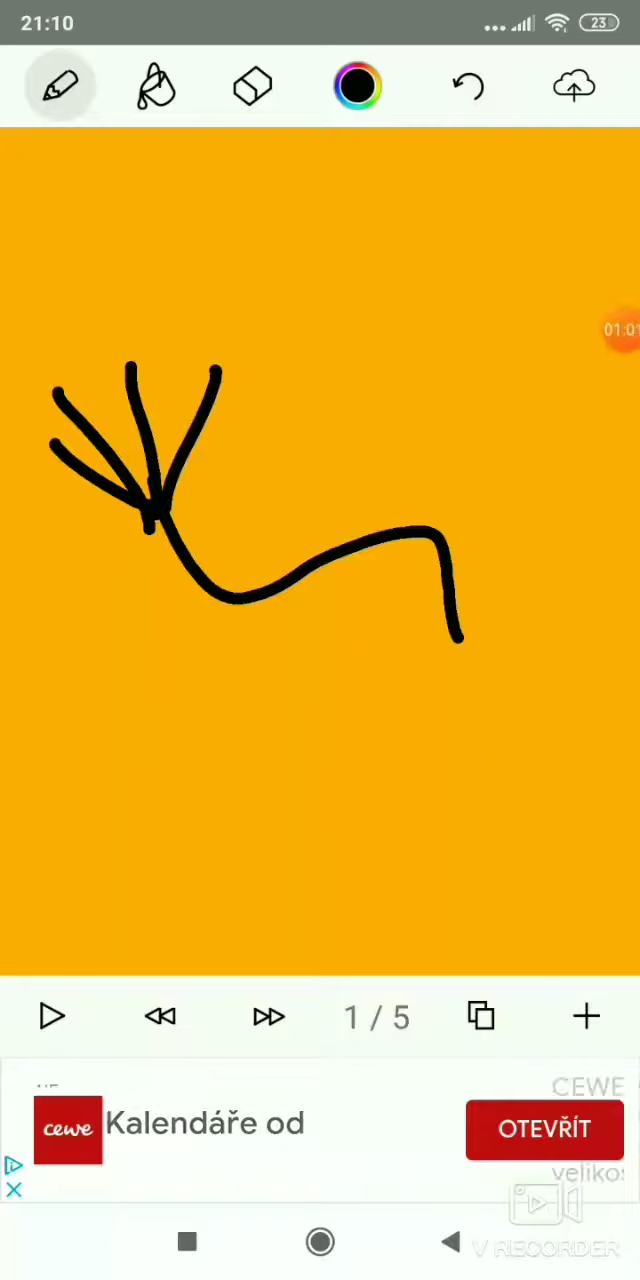 21:10
23
01:01
1 / 5
CEWE
cewe
Kalendáře od
OTEVŘÍT
V RECORDER